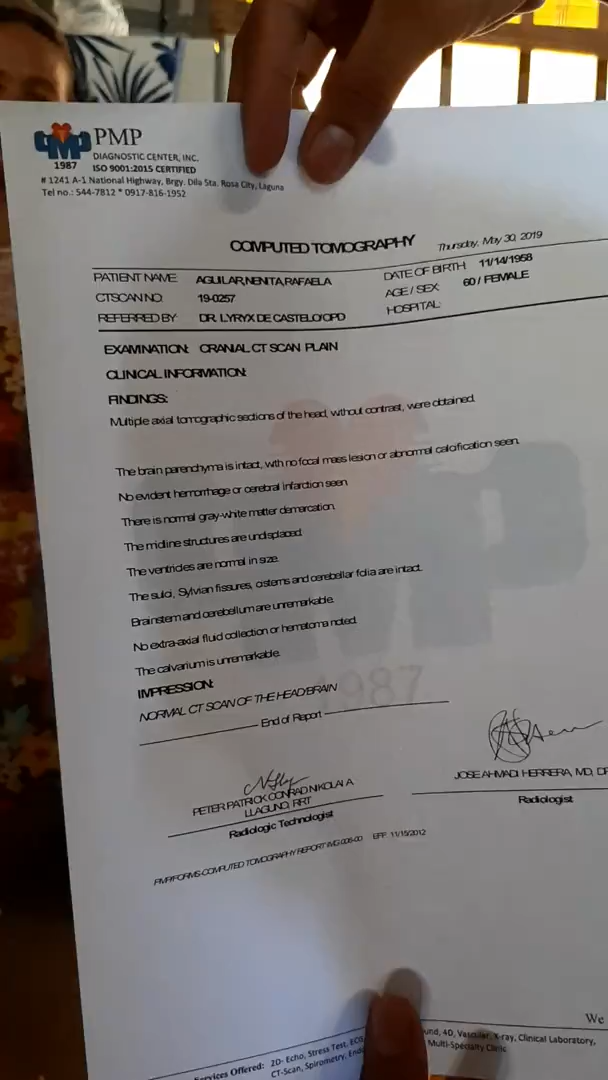 PMP
1987
DIAGNOSTIC CENTER, INC.
ISO 9001:2015 CERTIFIED
# 1241 A-1 National Highway, Brgy. Dila Sta. Rosa City, Laguna
Tel no.: 544-7812 * 0917-816-1952
COMPUTED TOMOGRAPHY Thursday, May 30, 2019
PATIENT NAME: AGUILAR,NENITA,RAFAELA DATE OF BIRTH: 11/14/1958
CTSCAN NO: 19-0257 AGE / SEX: 60 / FEMALE
REFERRED BY: DR. LYRYX DE CASTELO/OPD HOSPITAL:
EXAMINATION: CRANIAL CT SCAN PLAIN
CLINICAL INFORMATION:
FINDINGS:
Multiple axial tomographic sections of the head, without contrast, were obtained.
The brain parenchyma is intact, with no focal mass lesion or abnormal calcification seen.
No evident hemorrhage or cerebral infarction seen.
There is normal gray-white matter demarcation.
The midline structures are undisplaced.
The ventricles are normal in size.
The sulci, Sylvian fissures, cisterns and cerebellar folia are intact.
Brainstem and cerebellum are unremarkable.
No extra-axial fluid collection or hematoma noted.
The calvarium is unremarkable.
IMPRESSION:
NORMAL CT SCAN OF THE HEAD/BRAIN
End of Report
1987
PETER PATRICK CONRAD NIKOLAI A.
LLAGUNO, RRT
Radiologic Technologist
JOSE AHMADI HERRERA, MD, DP
Radiologist
PMP/FORMS-COMPUTED TOMOGRAPHY REPORT/MG 006-00 EFF. 11/15/2012
We
Services Offered: 2D- Echo, Stress Test, ECG, und, 4D, Vascular, X-ray, Clinical Laboratory,
CT-Scan, Spirometry, Multi-Specialty Clinic